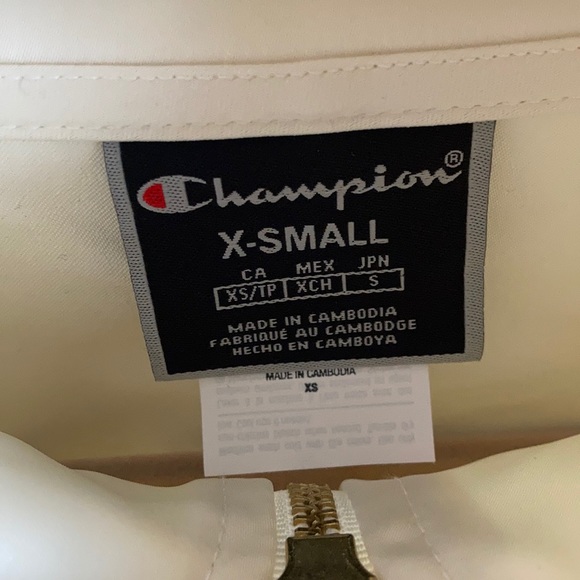 Champion®
X-SMALL
CA MEX JPN
XS/TP XCH S
MADE IN CAMBODIA
FABRIQUÉ AU CAMBODGE
HECHO EN CAMBOYA
MADE IN CAMBODIA
XS